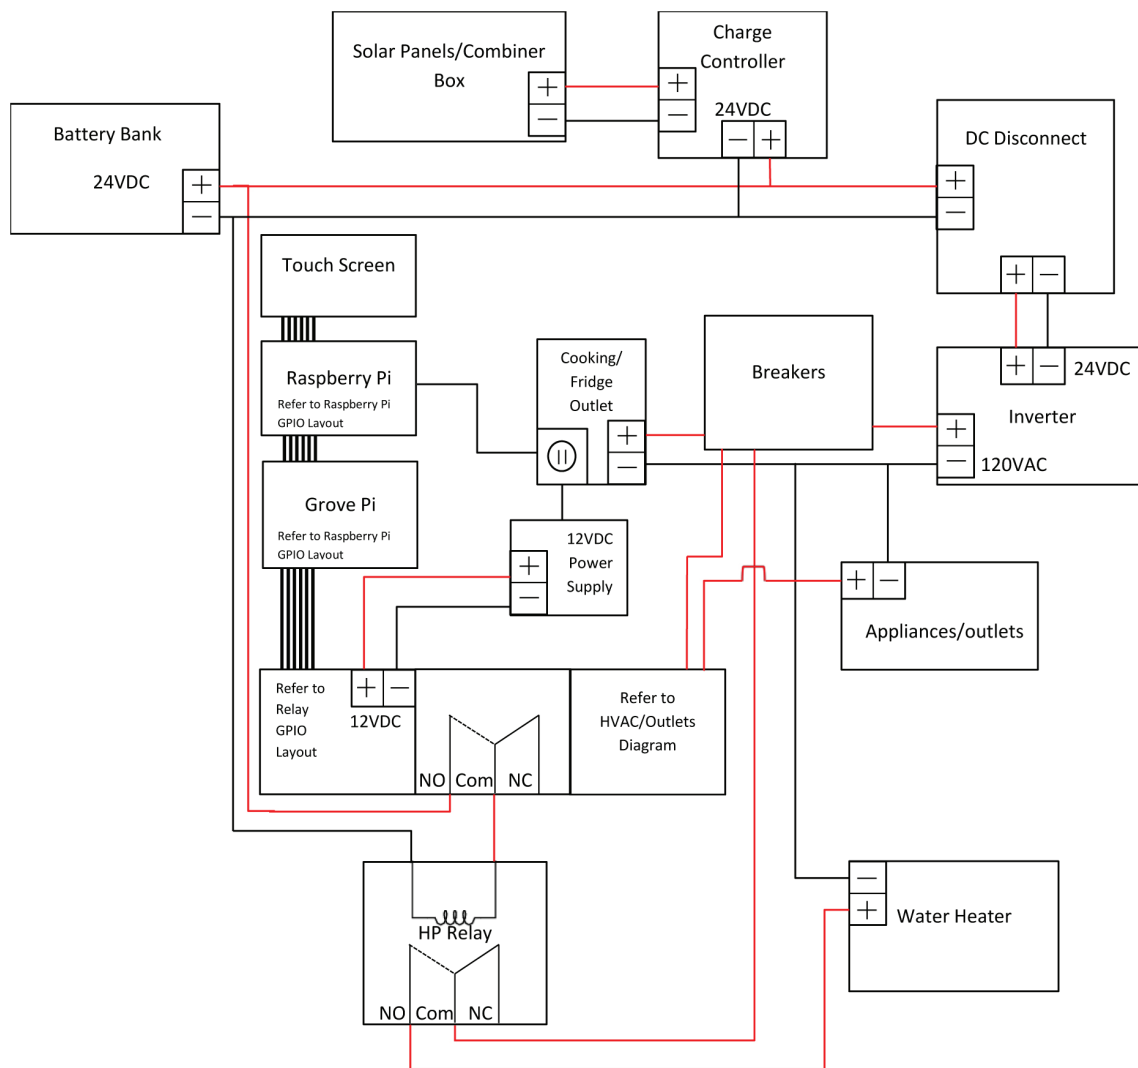 Solar Panels/Combiner
Box
+
−
Charge
Controller
+
−
24VDC
− +
Battery Bank
24VDC
+
−
DC Disconnect
+
−
+ −
Touch Screen
Raspberry Pi
Refer to Raspberry Pi
GPIO Layout
Cooking/
Fridge
Outlet
+
−
Breakers
+ −
24VDC
Inverter
+
−
120VAC
Grove Pi
Refer to Raspberry Pi
GPIO Layout
12VDC
Power
Supply
+
−
+ −
Appliances/outlets
Refer to
Relay
GPIO
Layout
+ −
12VDC
NO Com NC
Refer to
HVAC/Outlets
Diagram
HP Relay
NO Com NC
−
+
Water Heater